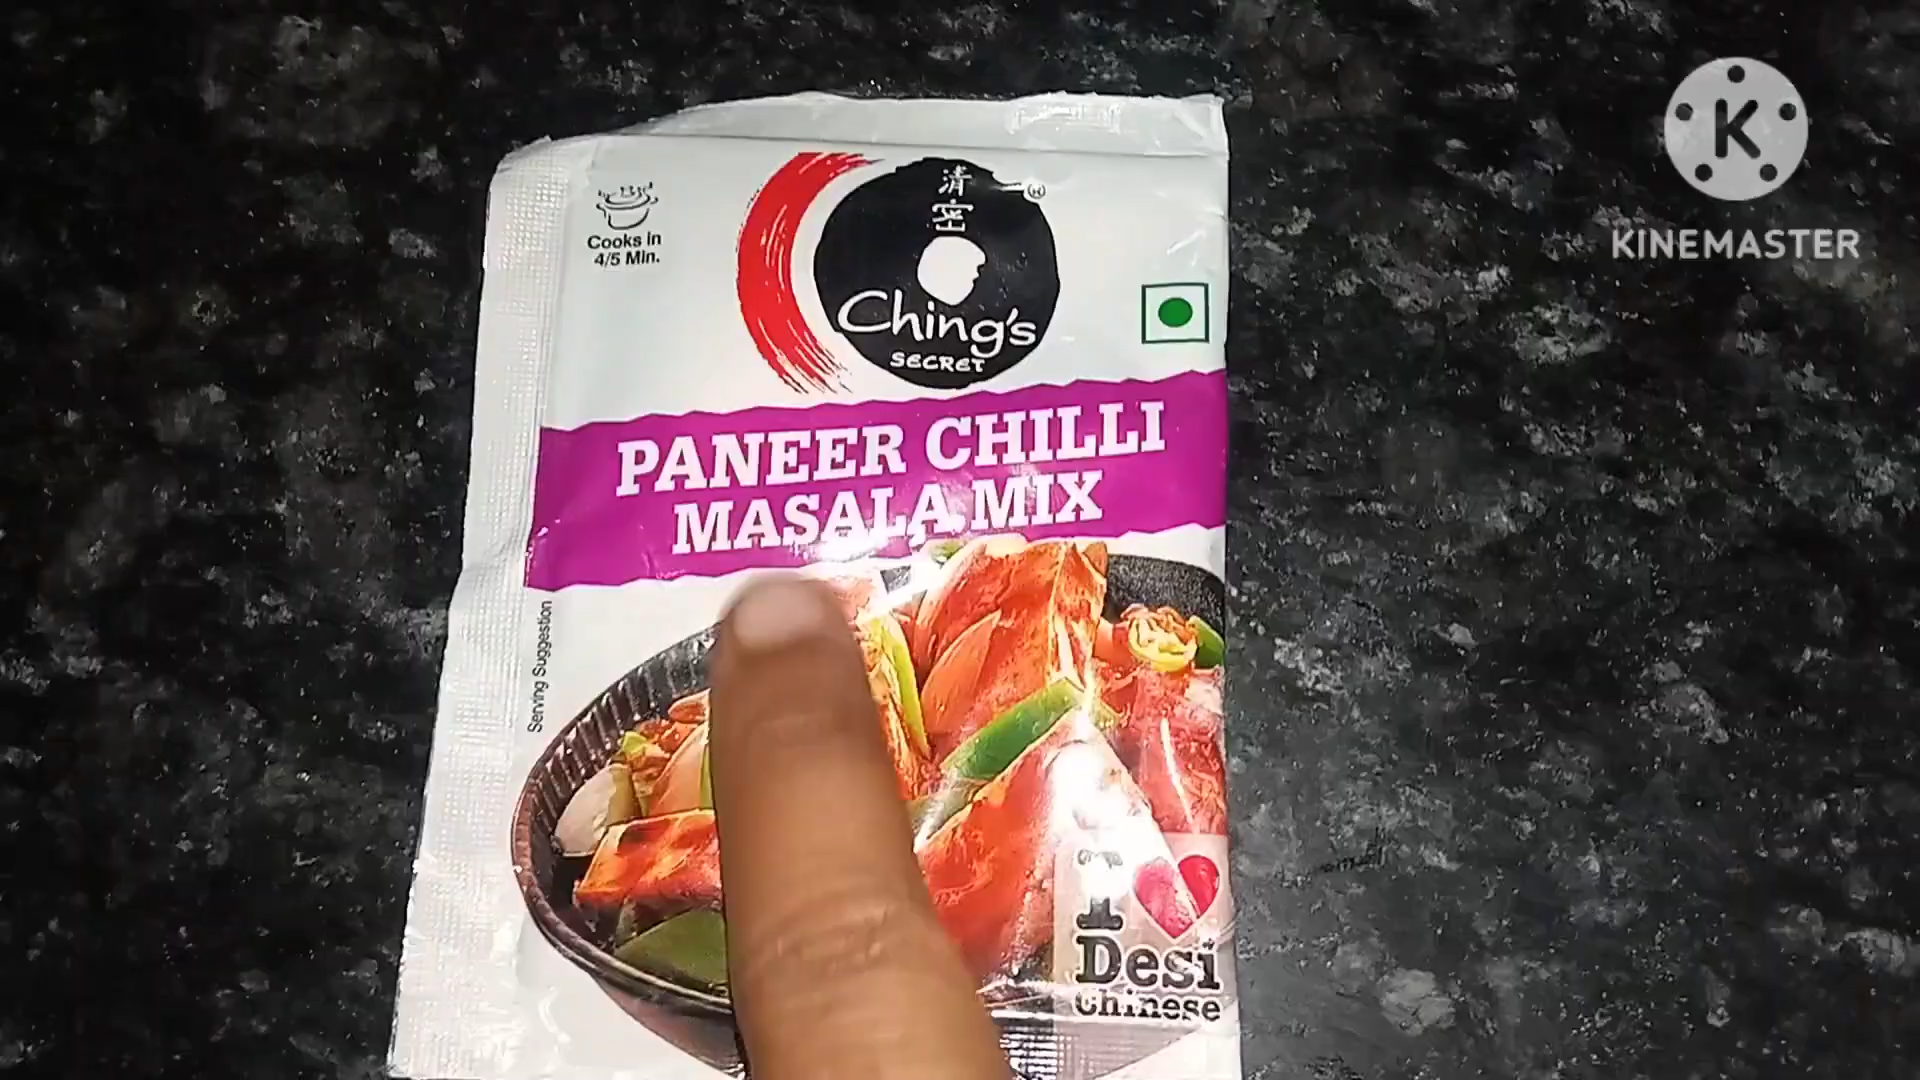 清
密
®
Ching's
SECRET
Cooks in
4/5 Min.
PANEER CHILLI
MASALA MIX
Serving Suggestion
I
Desi
Chinese
K
KINEMASTER